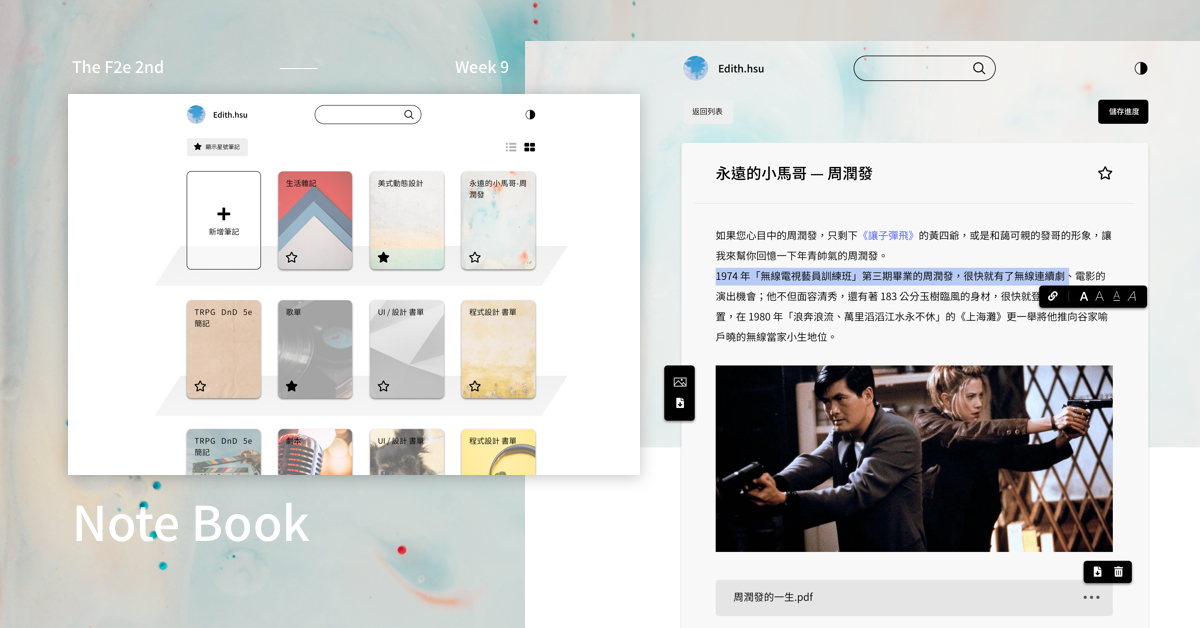 The F2e 2nd
Week 9
Edith.hsu
顯示星號筆記
新增筆記
生活雜記
美式動態設計
永遠的小馬哥-周
潤發
TRPG DnD 5e
簡記
歌單
UI / 設計 書單
程式設計 書單
TRPG DnD 5e
簡記
劇本
UI / 設計 書單
程式設計 書單
Note Book
Edith.hsu
返回列表
儲存進度
永遠的小馬哥 — 周潤發
如果您心目中的周潤發，只剩下《讓子彈飛》的黃四爺，或是和藹可親的發哥的形象，讓
我來幫你回憶一下年青帥氣的周潤發。
1974 年「無線電視藝員訓練班」第三期畢業的周潤發，很快就有了無線連續劇、電影的
演出機會；他不但面容清秀，還有著 183 公分玉樹臨風的身材，很快就登
置，在 1980 年「浪奔浪流、萬里滔滔江水永不休」的《上海灘》更一舉將他推向谷家喻
戶曉的無線當家小生地位。
A A A A
周潤發的一生.pdf